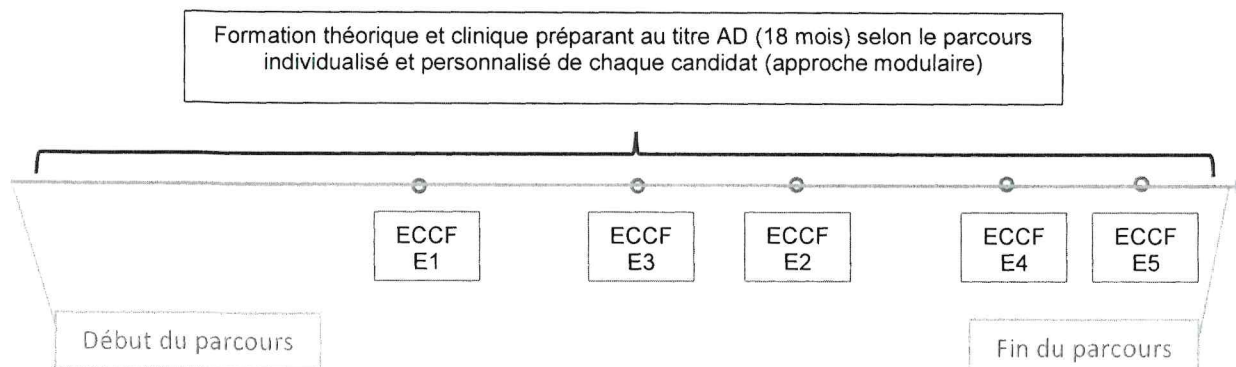 Formation théorique et clinique préparant au titre AD (18 mois) selon le parcours
individualisé et personnalisé de chaque candidat (approche modulaire)
ECCF
E1
ECCF
E3
ECCF
E2
ECCF
E4
ECCF
E5
Début du parcours
Fin du parcours